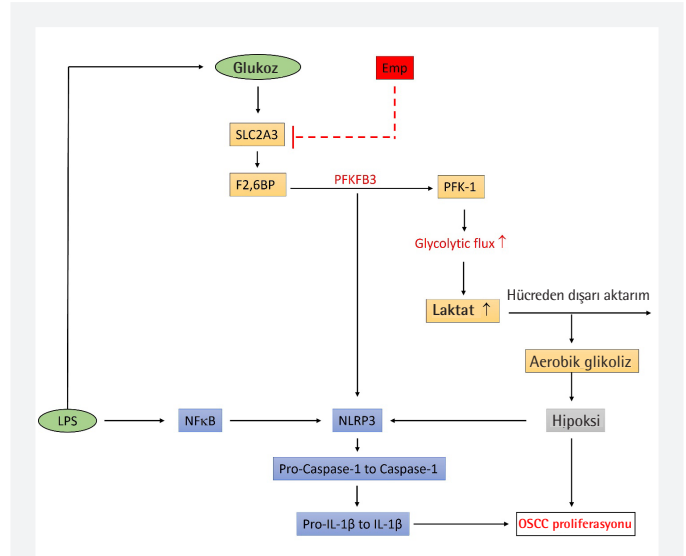 Glukoz
Emp
SLC2A3
F2,6BP
PFKFB3
PFK-1
Glycolytic flux ↑
Hücreden dışarı aktarım
Laktat ↑
Aerobik glikoliz
LPS
NFκB
NLRP3
Hipoksi
Pro-Caspase-1 to Caspase-1
Pro-IL-1β to IL-1β
OSCC proliferasyonu